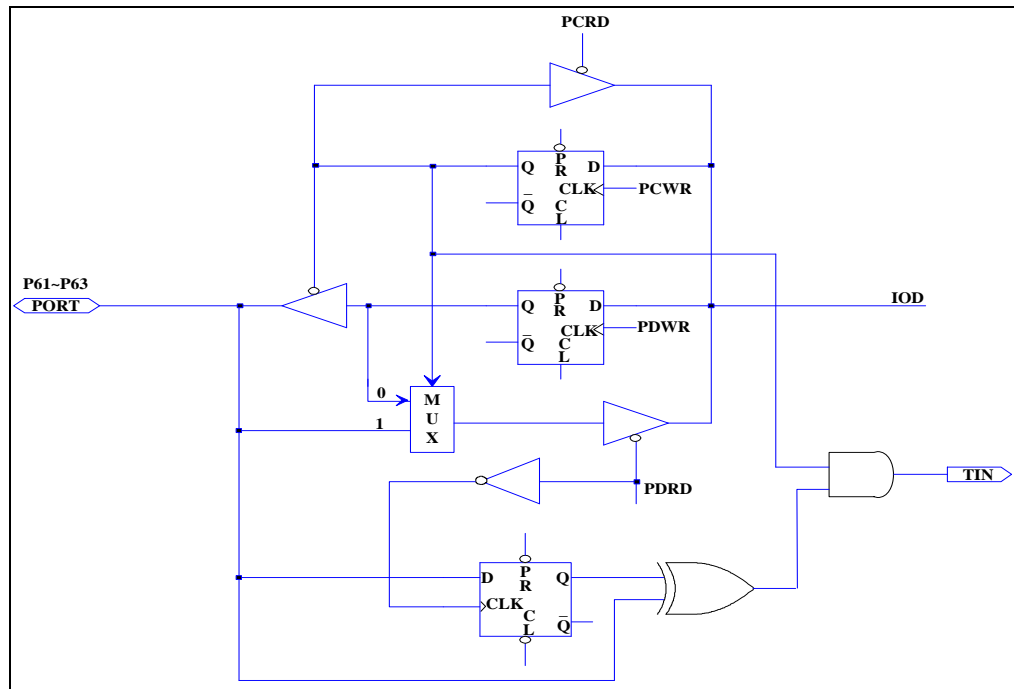 PCRD
Q
P
R
D
CLK
PCWR
Q̅
C
L
P61~P63
PORT
Q
P
R
D
IOD
CLK
PDWR
Q̅
C
L
0
M
U
X
1
TIN
PDRD
D
P
R
Q
CLK
C
L
Q̅